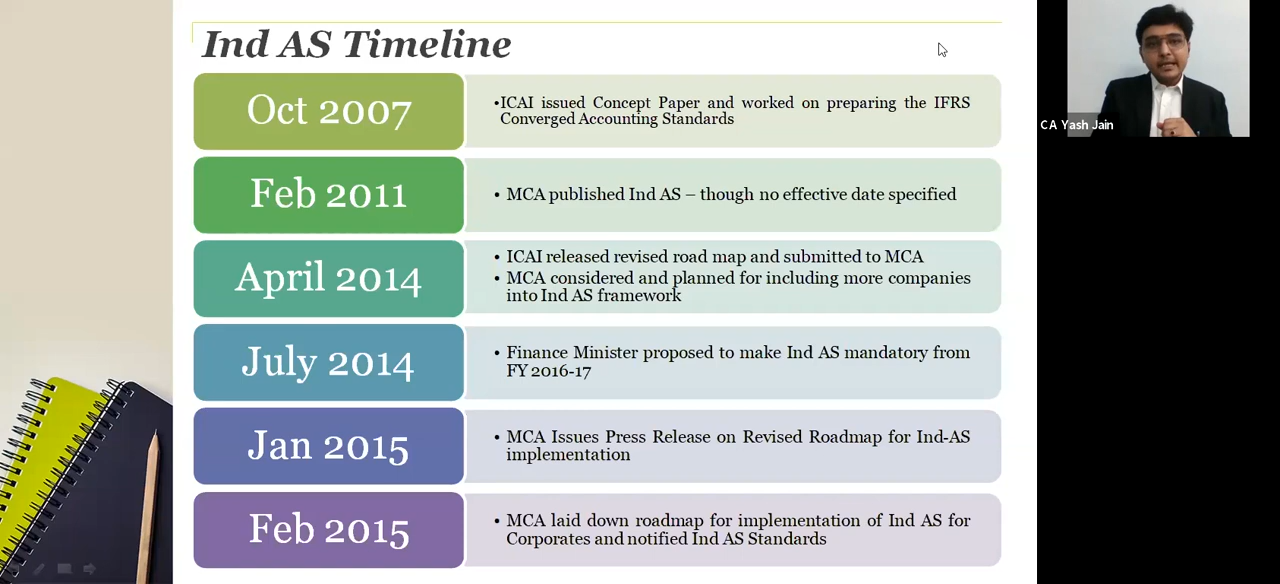 Ind AS Timeline
Oct 2007
•ICAI issued Concept Paper and worked on preparing the IFRS
Converged Accounting Standards
Feb 2011
• MCA published Ind AS – though no effective date specified
April 2014
• ICAI released revised road map and submitted to MCA
• MCA considered and planned for including more companies
into Ind AS framework
July 2014
• Finance Minister proposed to make Ind AS mandatory from
FY 2016-17
Jan 2015
• MCA Issues Press Release on Revised Roadmap for Ind-AS
implementation
Feb 2015
• MCA laid down roadmap for implementation of Ind AS for
Corporates and notified Ind AS Standards
CA Yash Jain